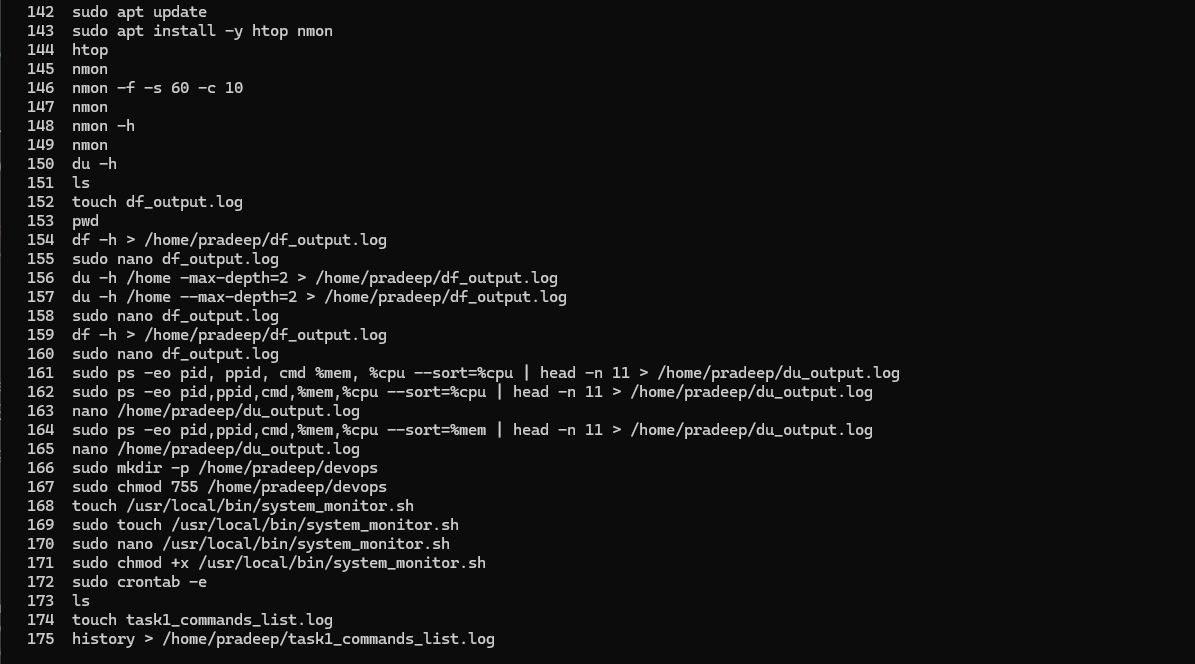 142 sudo apt update
143 sudo apt install -y htop nmon
144 htop
145 nmon
146 nmon -f -s 60 -c 10
147 nmon
148 nmon -h
149 nmon
150 du -h
151 ls
152 touch df_output.log
153 pwd
154 df -h > /home/pradeep/df_output.log
155 sudo nano df_output.log
156 du -h /home -max-depth=2 > /home/pradeep/df_output.log
157 du -h /home --max-depth=2 > /home/pradeep/df_output.log
158 sudo nano df_output.log
159 df -h > /home/pradeep/df_output.log
160 sudo nano df_output.log
161 sudo ps -eo pid, ppid, cmd %mem, %cpu --sort=%cpu | head -n 11 > /home/pradeep/du_output.log
162 sudo ps -eo pid,ppid,cmd,%mem,%cpu --sort=%cpu | head -n 11 > /home/pradeep/du_output.log
163 nano /home/pradeep/du_output.log
164 sudo ps -eo pid,ppid,cmd,%mem,%cpu --sort=%mem | head -n 11 > /home/pradeep/du_output.log
165 nano /home/pradeep/du_output.log
166 sudo mkdir -p /home/pradeep/devops
167 sudo chmod 755 /home/pradeep/devops
168 touch /usr/local/bin/system_monitor.sh
169 sudo touch /usr/local/bin/system_monitor.sh
170 sudo nano /usr/local/bin/system_monitor.sh
171 sudo chmod +x /usr/local/bin/system_monitor.sh
172 sudo crontab -e
173 ls
174 touch task1_commands_list.log
175 history > /home/pradeep/task1_commands_list.log